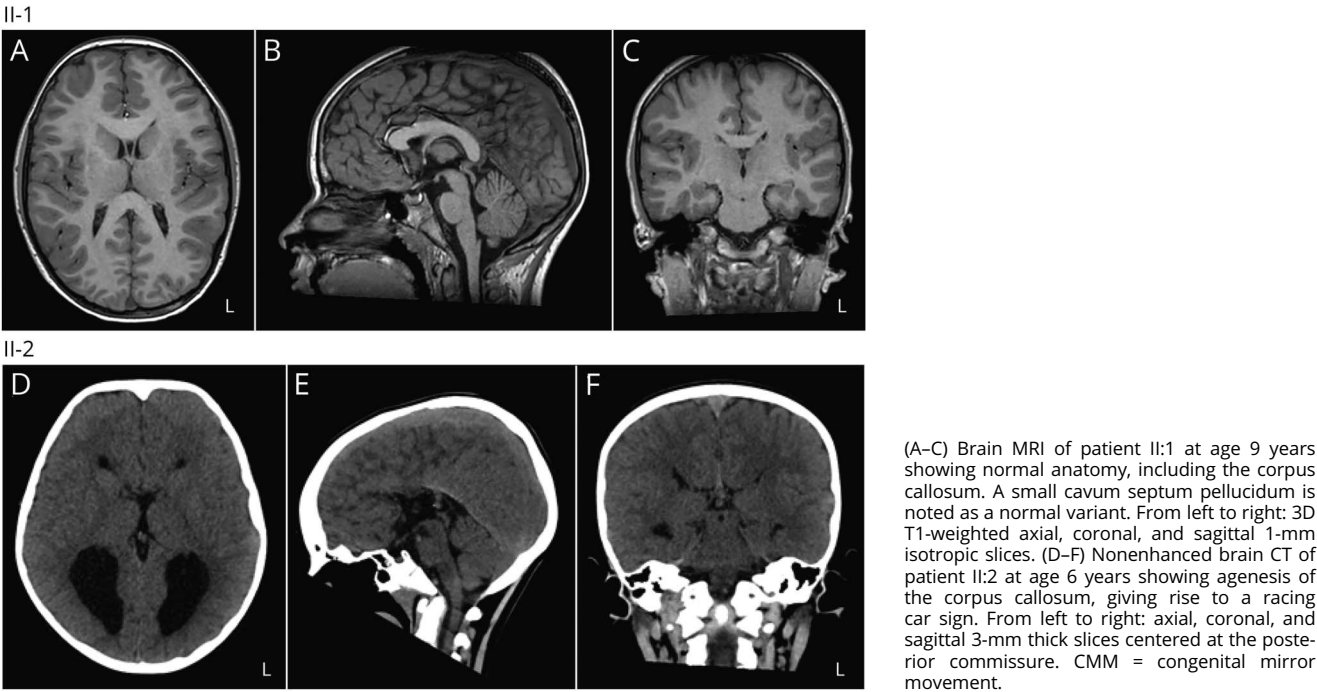 II-1
A
B
C
L
L
II-2
D
E
F
L
L
(A–C) Brain MRI of patient II:1 at age 9 years
showing normal anatomy, including the corpus
callosum. A small cavum septum pellucidum is
noted as a normal variant. From left to right: 3D
T1-weighted axial, coronal, and sagittal 1-mm
isotropic slices. (D–F) Nonenhanced brain CT of
patient II:2 at age 6 years showing agenesis of
the corpus callosum, giving rise to a racing
car sign. From left to right: axial, coronal, and
sagittal 3-mm thick slices centered at the poste-
rior commissure. CMM = congenital mirror
movement.